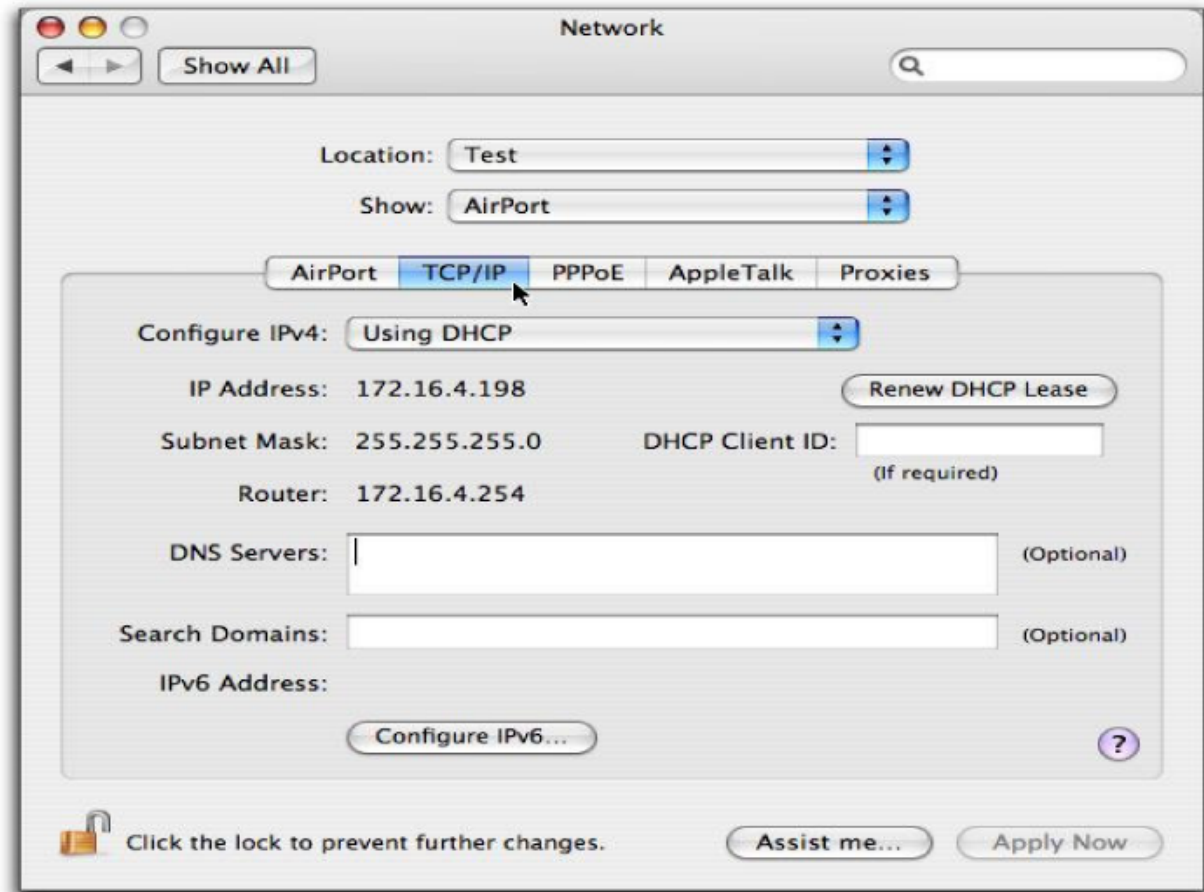 Network
Show All
Location: Test
Show: AirPort
AirPort TCP/IP PPPoE AppleTalk Proxies
Configure IPv4: Using DHCP
IP Address: 172.16.4.198 Renew DHCP Lease
Subnet Mask: 255.255.255.0 DHCP Client ID:
(If required)
Router: 172.16.4.254
DNS Servers: (Optional)
Search Domains: (Optional)
IPv6 Address:
Configure IPv6...
?
Click the lock to prevent further changes. Assist me... Apply Now